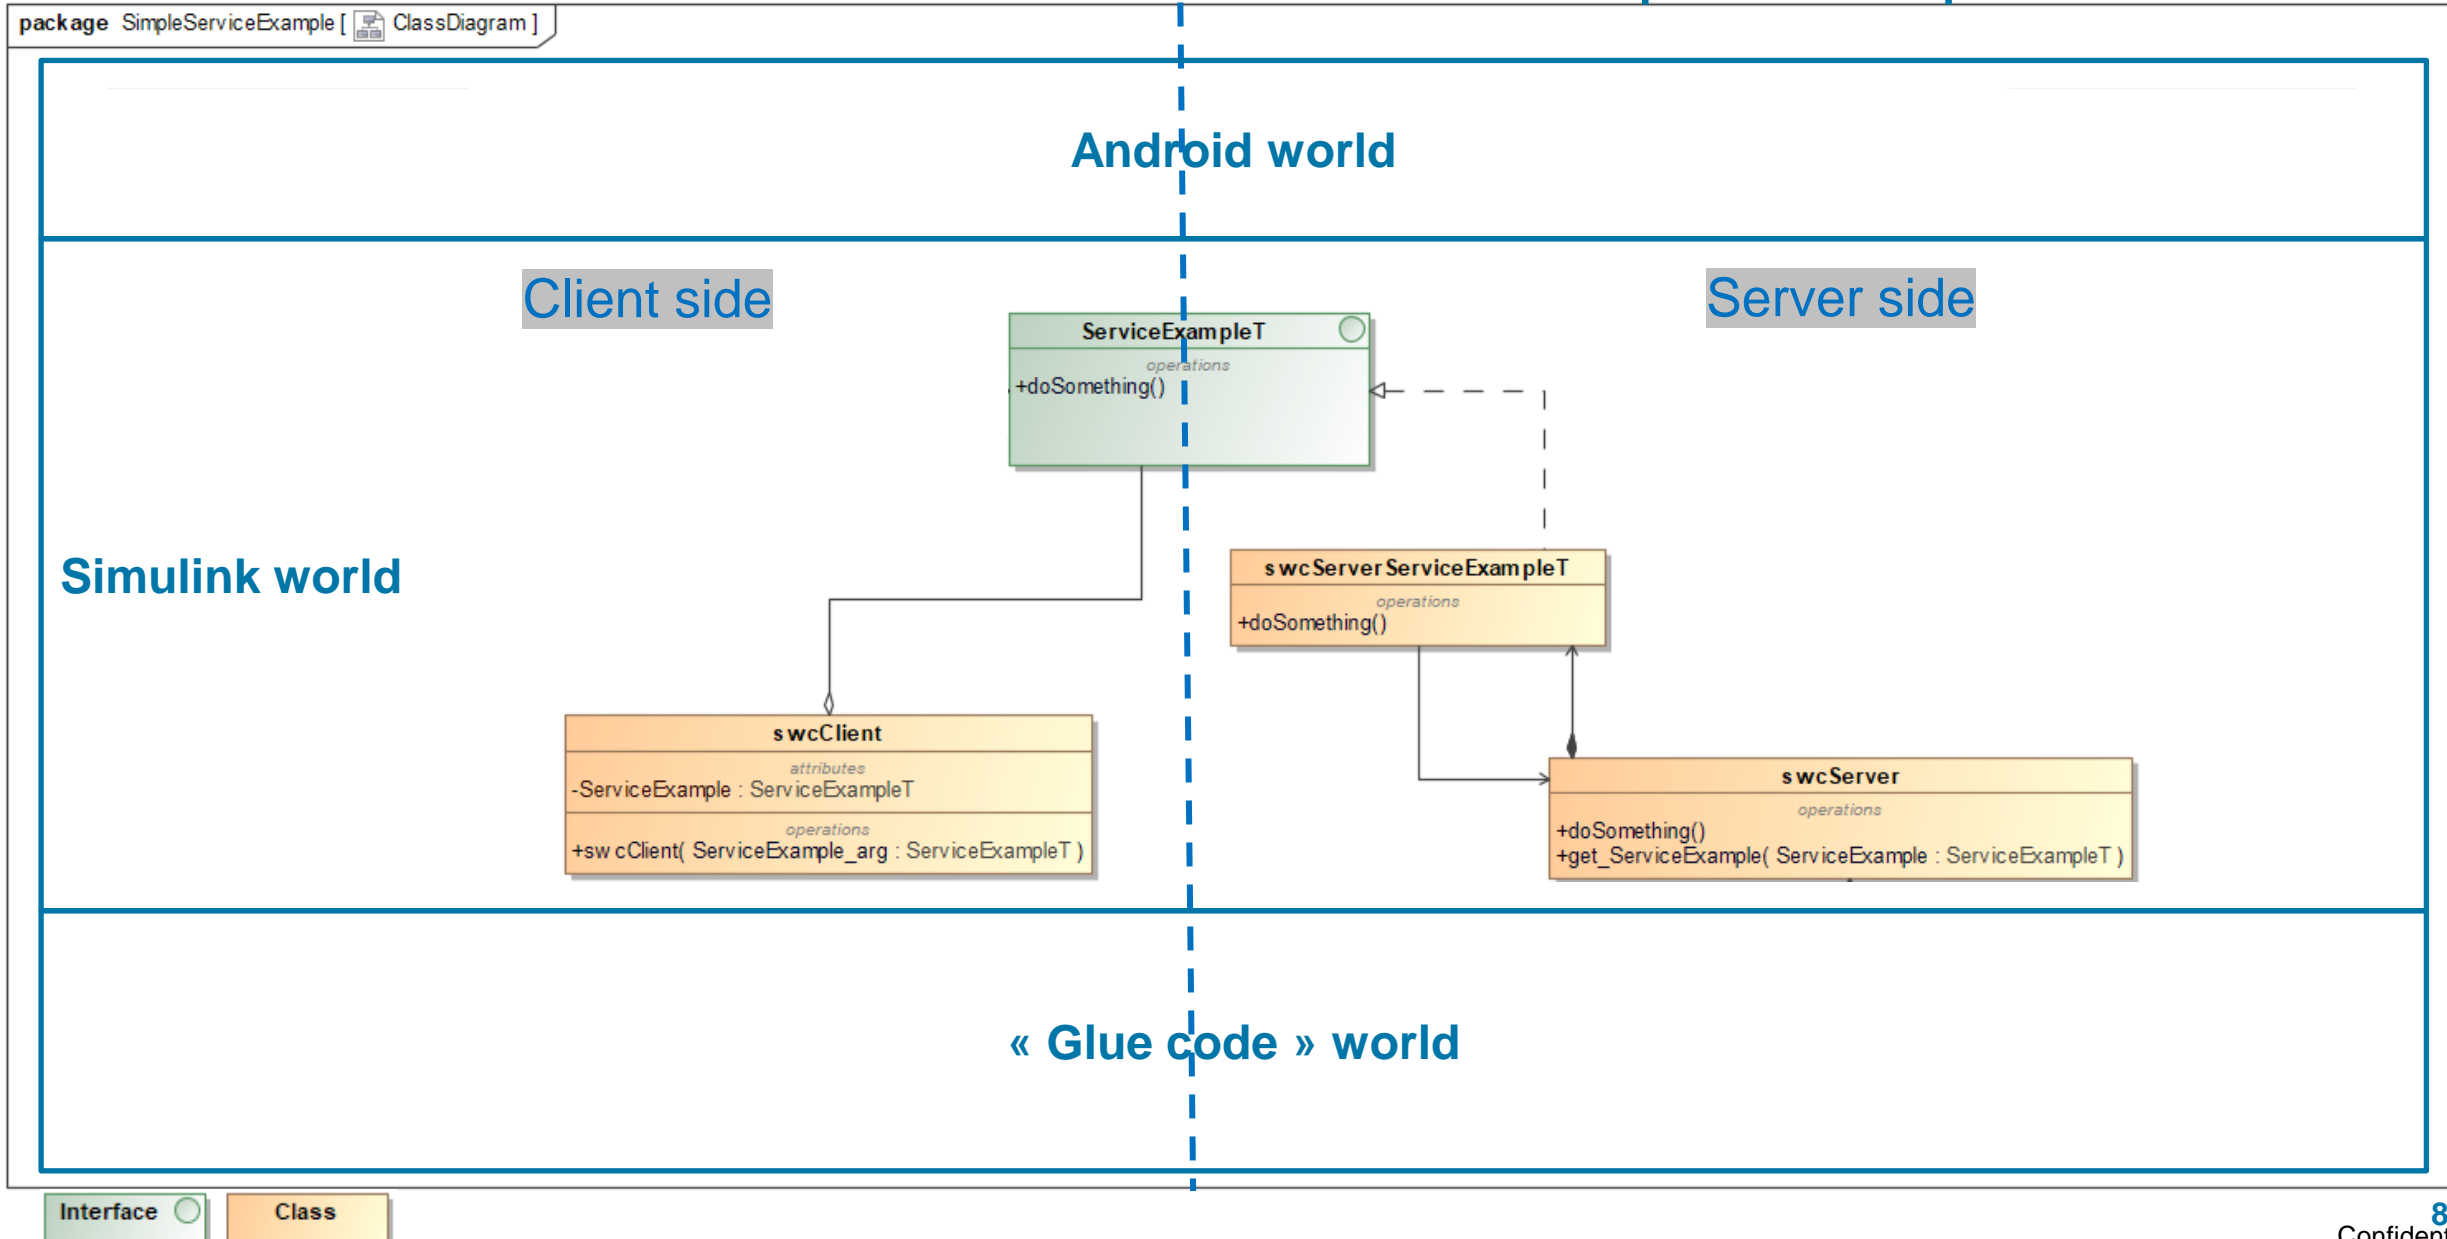 package SimpleServiceExample [ ClassDiagram ]
Android world
Client side
Server side
ServiceExampleT
operations
+doSomething()
Simulink world
swcServerServiceExampleT
operations
+doSomething()
swcClient
attributes
-ServiceExample : ServiceExampleT
operations
+swcClient( ServiceExample_arg : ServiceExampleT )
swcServer
operations
+doSomething()
+get_ServiceExample( ServiceExample : ServiceExampleT )
« Glue code » world
Interface
Class
8